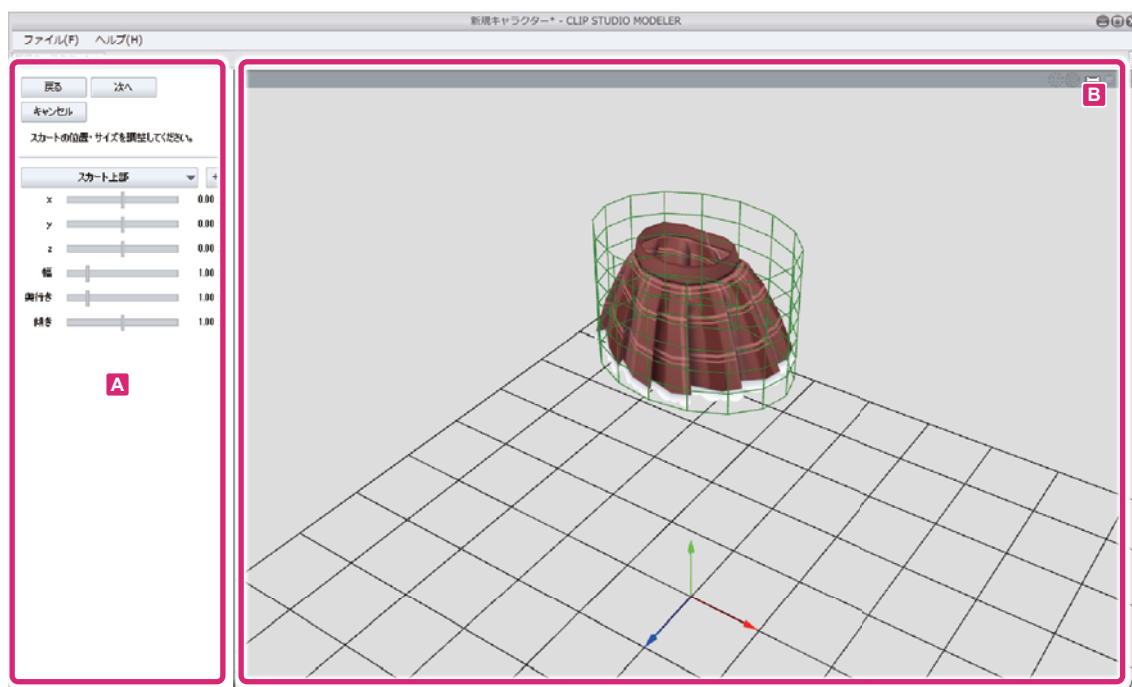 新規キャラクター* - CLIP STUDIO MODELER
ファイル(F) ヘルプ(H)
戻る 次へ
キャンセル
スカートの位置・サイズを調整してください。
スカート上部 +
x 0.00
y 0.00
z 0.00
幅 1.00
奥行き 1.00
傾き 1.00
A
B